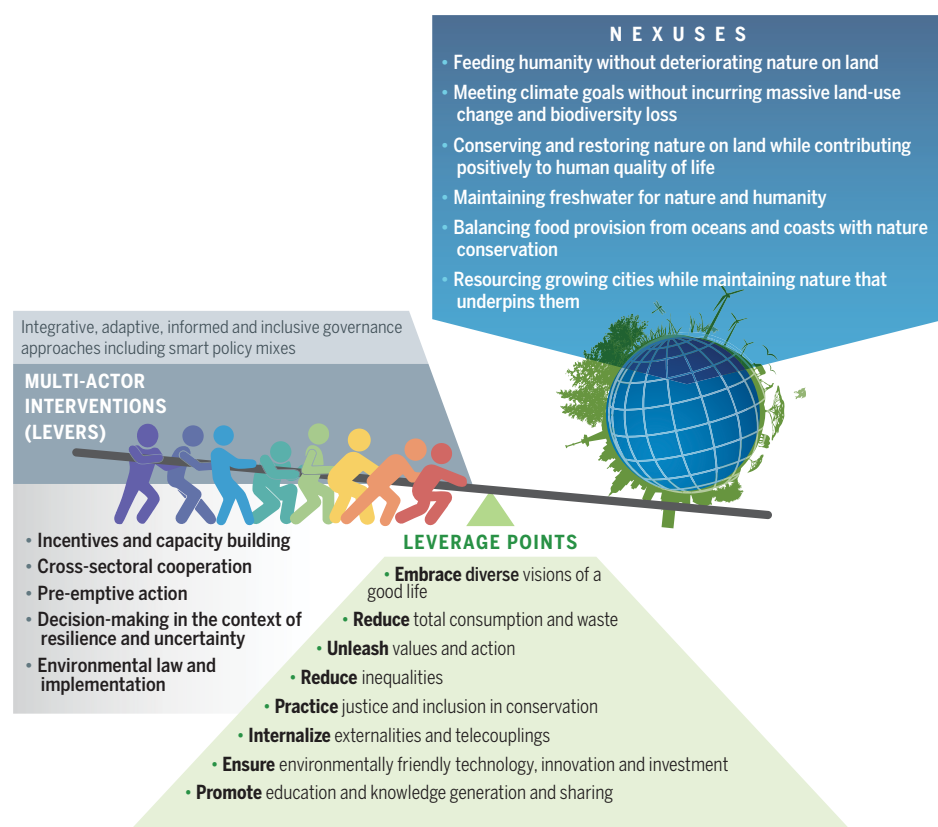 NEXUSES
• Feeding humanity without deteriorating nature on land
• Meeting climate goals without incurring massive land-use
change and biodiversity loss
• Conserving and restoring nature on land while contributing
positively to human quality of life
• Maintaining freshwater for nature and humanity
• Balancing food provision from oceans and coasts with nature
conservation
• Resourcing growing cities while maintaining nature that
underpins them
Integrative, adaptive, informed and inclusive governance
approaches including smart policy mixes
MULTI-ACTOR
INTERVENTIONS
(LEVERS)
• Incentives and capacity building
• Cross-sectoral cooperation
• Pre-emptive action
• Decision-making in the context of
resilience and uncertainty
• Environmental law and
implementation
LEVERAGE POINTS
• Embrace diverse visions of a
good life
• Reduce total consumption and waste
• Unleash values and action
• Reduce inequalities
• Practice justice and inclusion in conservation
• Internalize externalities and telecouplings
• Ensure environmentally friendly technology, innovation and investment
• Promote education and knowledge generation and sharing